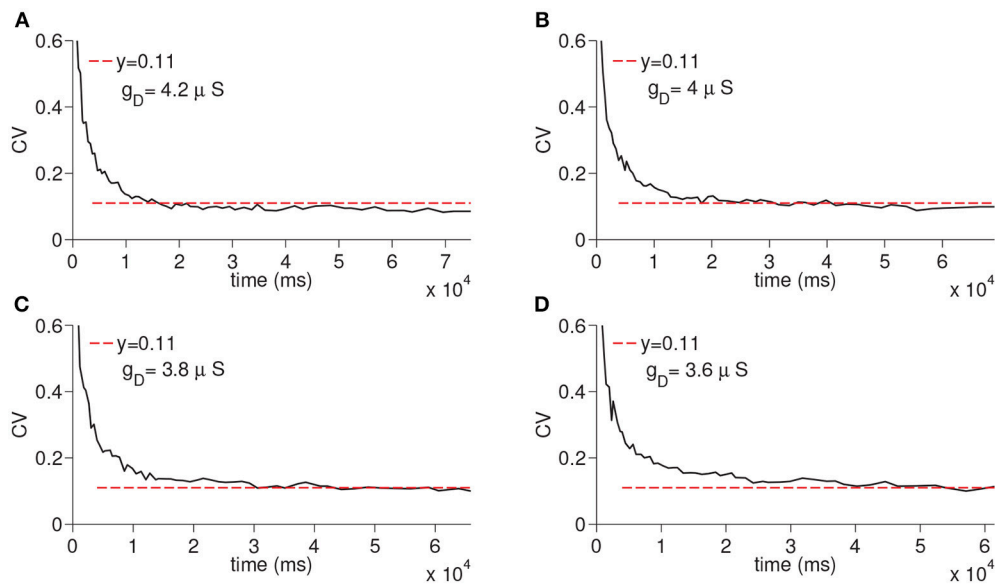 A
0.6
0.4
0.2
0
CV
y=0.11
g_D= 4.2 μ S
0 1 2 3 4 5 6 7
time (ms)
x 10^4
B
0.6
0.4
0.2
0
CV
y=0.11
g_D= 4 μ S
0 1 2 3 4 5 6
time (ms)
x 10^4
C
0.6
0.4
0.2
0
CV
y=0.11
g_D= 3.8 μ S
0 1 2 3 4 5 6
time (ms)
x 10^4
D
0.6
0.4
0.2
0
CV
y=0.11
g_D= 3.6 μ S
0 1 2 3 4 5 6
time (ms)
x 10^4